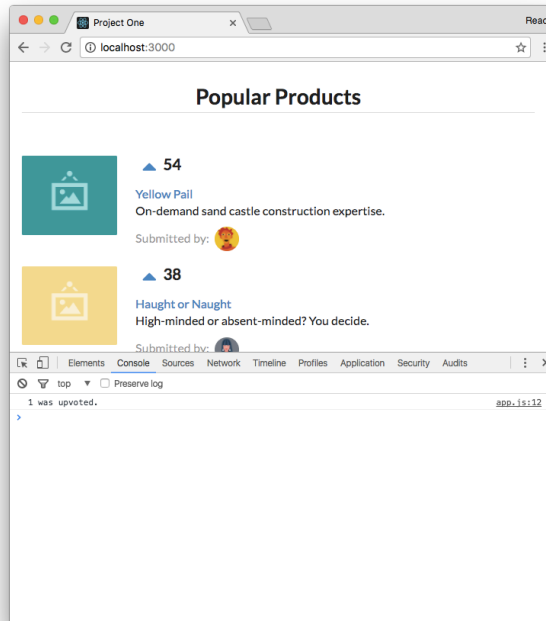 Project One
Reac
localhost:3000
Popular Products
54
Yellow Pail
On-demand sand castle construction expertise.
Submitted by:
38
Haught or Naught
High-minded or absent-minded? You decide.
Submitted by:
Elements Console Sources Network Timeline Profiles Application Security Audits
top Preserve log
1 was upvoted. app.js:12